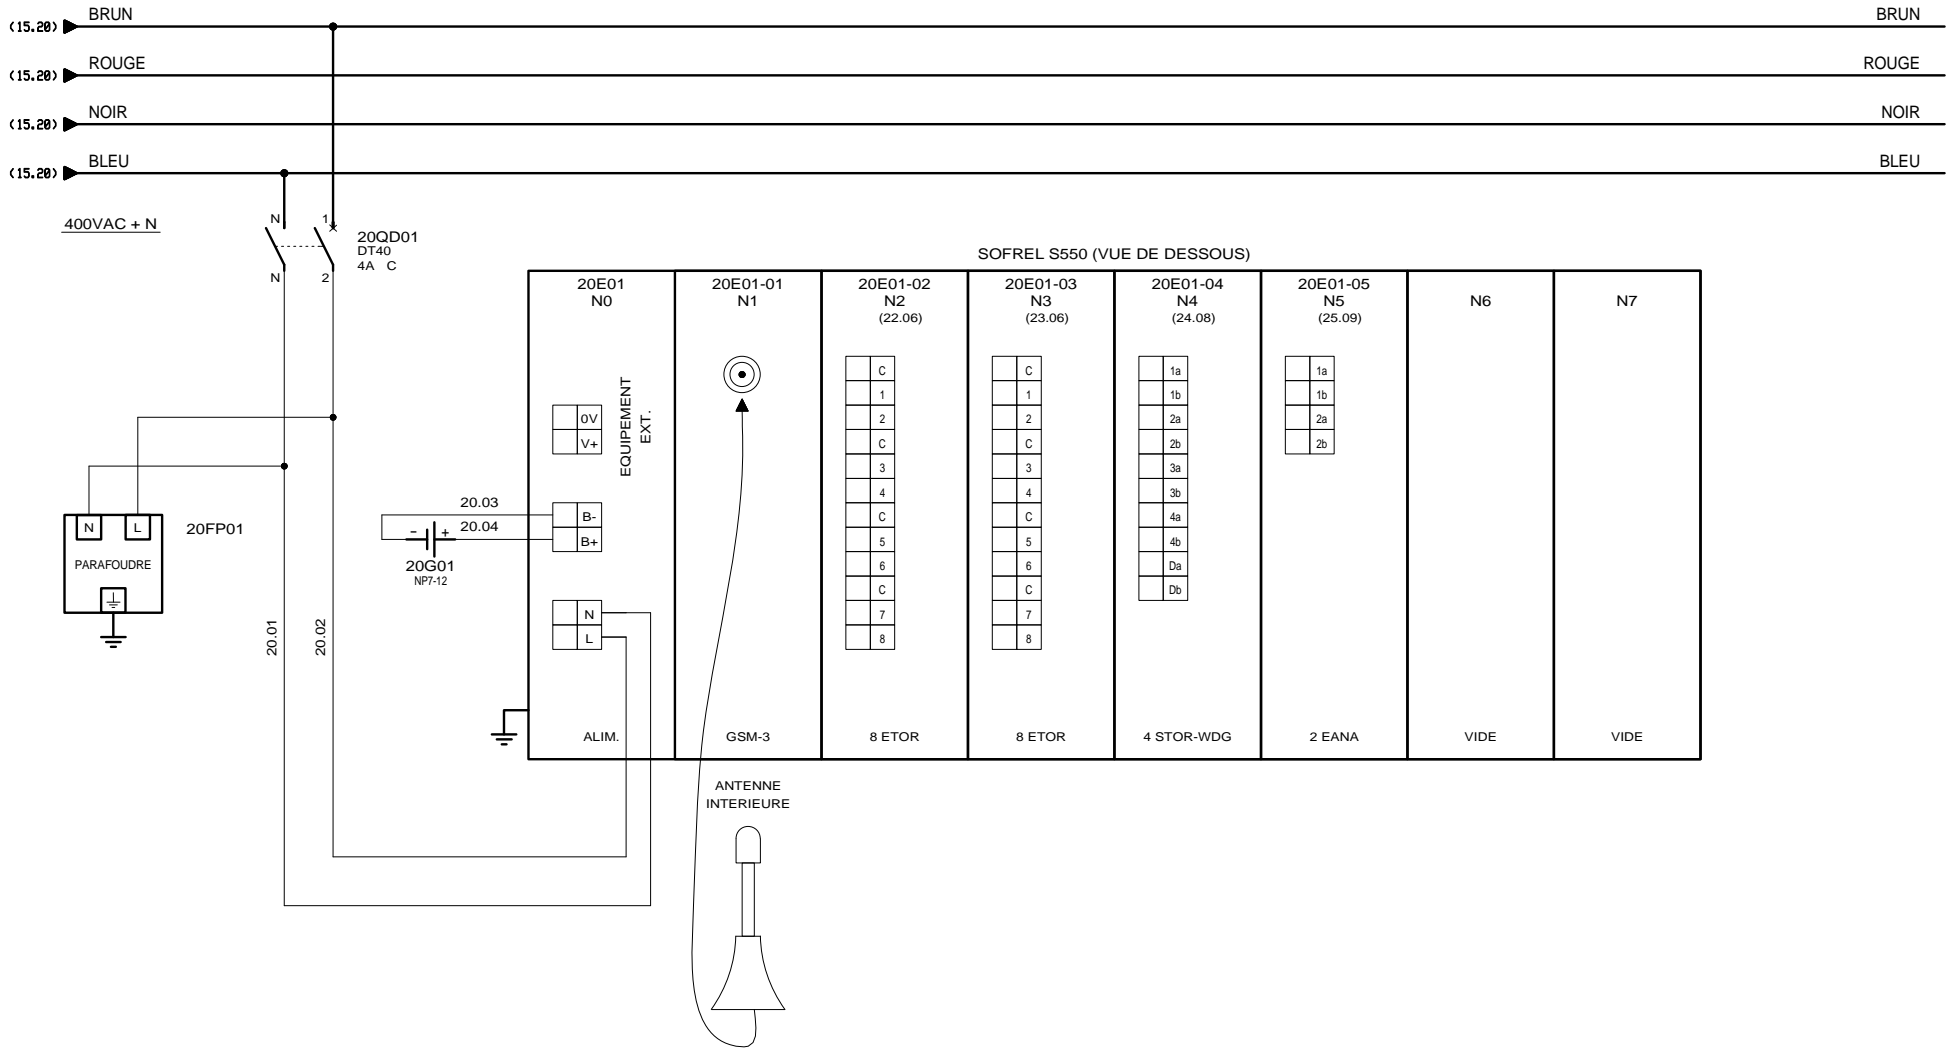 (15.20) BRUN BRUN
(15.20) ROUGE ROUGE
(15.20) NOIR NOIR
(15.20) BLEU BLEU
400VAC + N
N 1
20QD01
DT40
4A C
N 2
SOFREL S550 (VUE DE DESSOUS)
20E01
N0
EQUIPEMENT
EXT.
0V
V+
B-
B+
N
L
ALIM.
20E01-01
N1
GSM-3
20E01-02
N2
(22.06)
C
1
2
C
3
4
C
5
6
C
7
8
8 ETOR
20E01-03
N3
(23.06)
C
1
2
C
3
4
C
5
6
C
7
8
8 ETOR
20E01-04
N4
(24.08)
1a
1b
2a
2b
3a
3b
4a
4b
Da
Db
4 STOR-WDG
20E01-05
N5
(25.09)
1a
1b
2a
2b
2 EANA
N6
VIDE
N7
VIDE
20.03
20.04
- +
20G01
NP7-12
N L
20FP01
PARAFOUDRE
20.01
20.02
ANTENNE
INTERIEURE